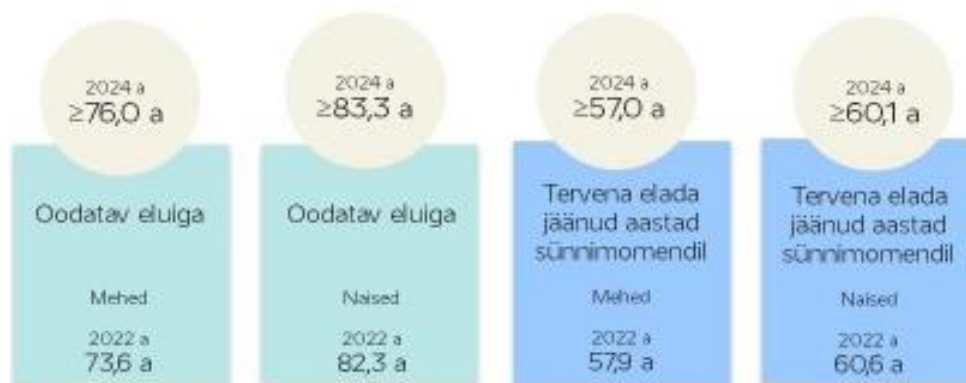 2024 a
≥76,0 a
Oodatav eluiga
Mehed
2022 a
73,6 a
2024 a
≥83,3 a
Oodatav eluiga
Naised
2022 a
82,3 a
2024 a
≥57,0 a
Tervena elada
jäänud aastad
sünnimomendil
Mehed
2022 a
57,9 a
2024 a
≥60,1 a
Tervena elada
jäänud aastad
sünnimomendil
Naised
2022 a
60,6 a